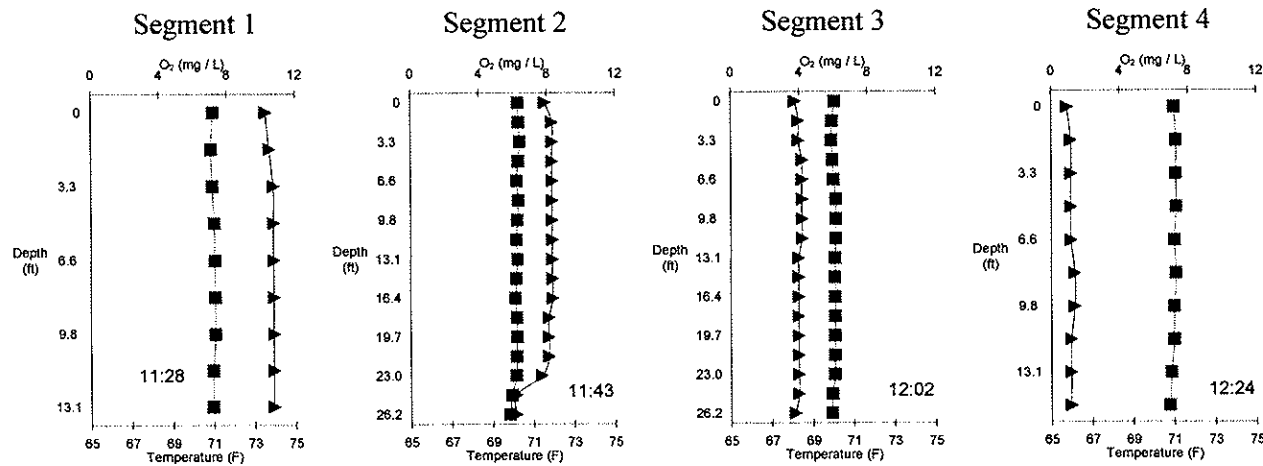 Segment 1
O₂ (mg / L)
0 4 8 12
0
3.3
Depth
(ft)
6.6
9.8
11:28
13.1
65 67 69 71 73 75
Temperature (F)
Segment 2
O₂ (mg / L)
0 4 8 12
0
3.3
6.6
9.8
Depth
(ft)
13.1
16.4
19.7
23.0
11:43
26.2
65 67 69 71 73 75
Temperature (F)
Segment 3
O₂ (mg / L)
0 4 8 12
0
3.3
6.6
9.8
Depth
(ft)
13.1
16.4
19.7
23.0
12:02
26.2
65 67 69 71 73 75
Temperature (F)
Segment 4
O₂ (mg / L)
0 4 8 12
0
3.3
Depth
(ft)
6.6
9.8
13.1
12:24
65 67 69 71 73 75
Temperature (F)